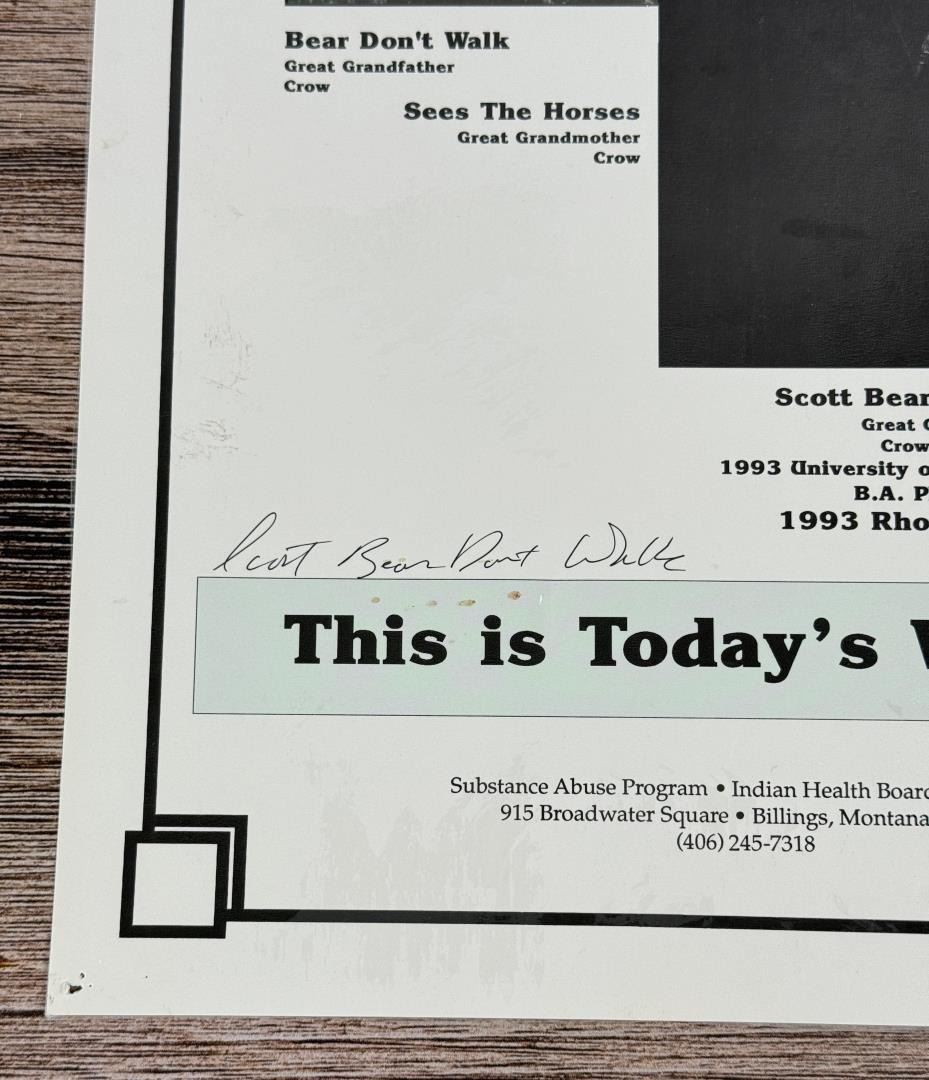 Bear Don't Walk
Great Grandfather
Crow
Sees The Horses
Great Grandmother
Crow
Scott Bear
Great
Crow
1993 University
B.A.
1993
Scott Bear Dont Walk
This is Today's
Substance Abuse Program • Indian Health Board
915 Broadwater Square • Billings, Montana
(406) 245-7318